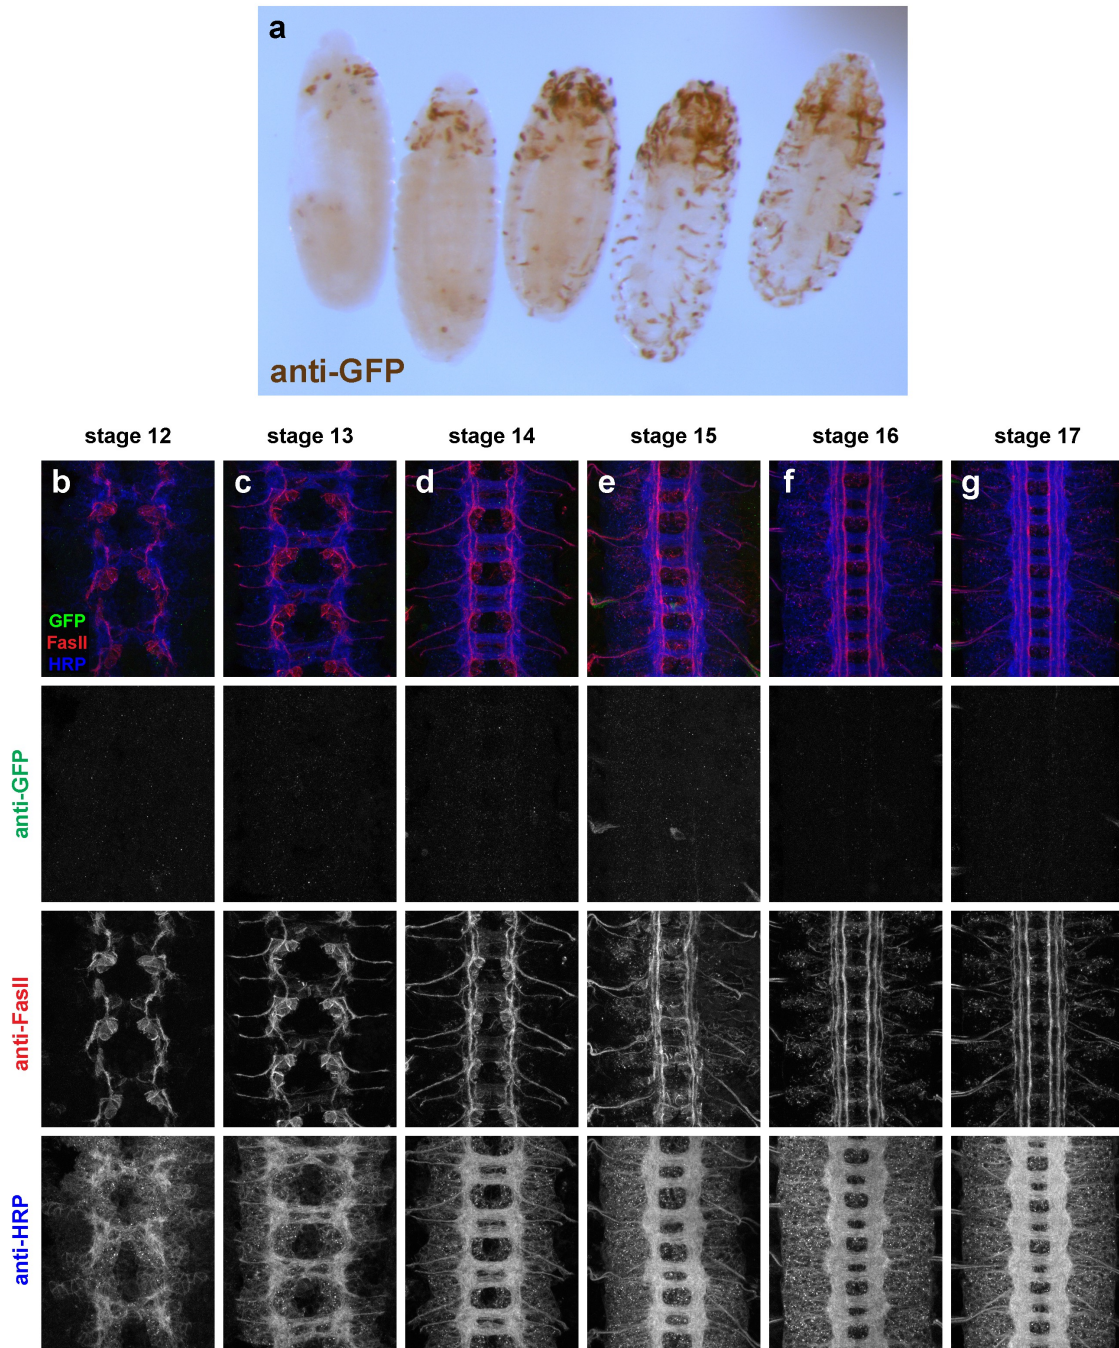 a
anti-GFP
stage 12
stage 13
stage 14
stage 15
stage 16
stage 17
b
c
d
e
f
g
GFP
FasII
HRP
anti-GFP
anti-FasII
anti-HRP